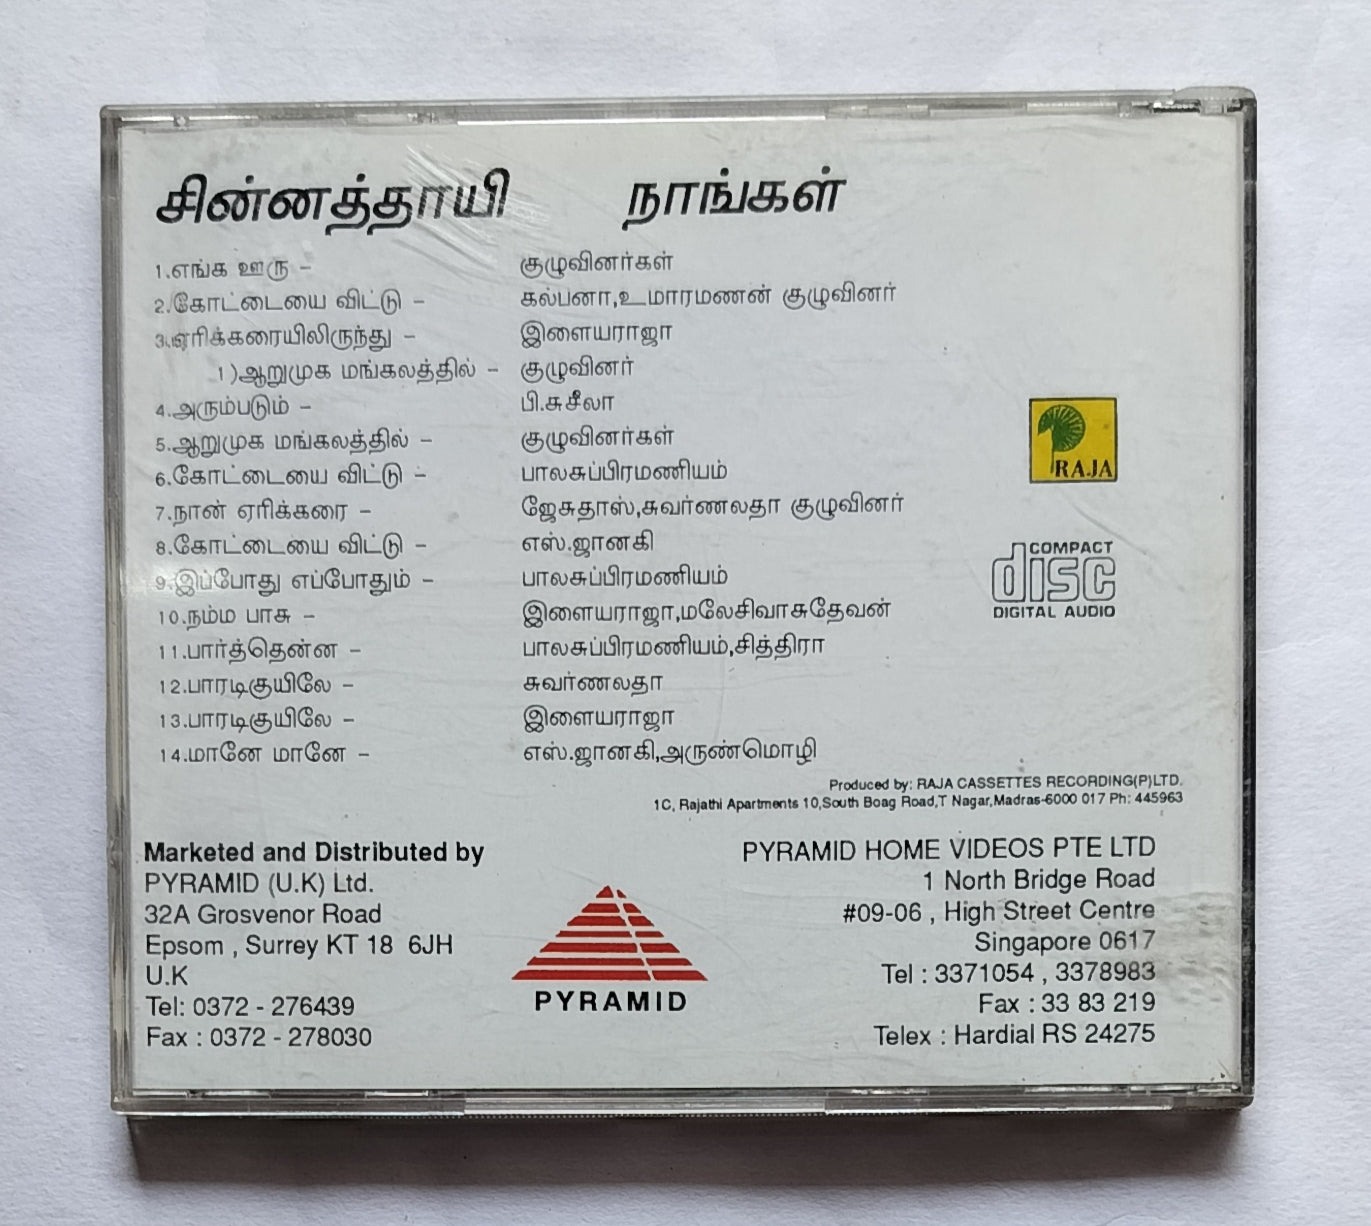 சின்னத்தாயி நாங்கள்
1.எங்க ஊரு – குழுவினர்கள்
2.கோட்டையை விட்டு – கல்பனா,உமாரமணன் குழுவினர்
3.ஏரிக்கரையிலிருந்து – இளையராஜா
1)ஆறுமுக மங்கலத்தில் – குழுவினர்
4.அரும்படும் – பி.சுசீலா
5.ஆறுமுக மங்கலத்தில் – குழுவினர்கள்
6.கோட்டையை விட்டு – பாலசுப்பிரமணியம்
7.நான் ஏரிக்கரை – ஜேசுதாஸ்,சுவர்ணலதா குழுவினர்
8.கோட்டையை விட்டு – எஸ்.ஜானகி
9.இப்போது எப்போதும் – பாலசுப்பிரமணியம்
10.நம்ம பாசு – இளையராஜா,மலேசிவாசுதேவன்
11.பார்த்தென்ன – பாலசுப்பிரமணியம்,சித்திரா
12.பாரடிகுயிலே – சுவர்ணலதா
13.பாரடிகுயிலே – இளையராஜா
14.மானே மானே – எஸ்.ஜானகி,அருண்மொழி
RAJA
COMPACT
disc
DIGITAL AUDIO
Produced by: RAJA CASSETTES RECORDING(P)LTD.
1C, Rajathi Apartments 10,South Boag Road,T Nagar,Madras-6000 017 Ph: 445963
Marketed and Distributed by
PYRAMID (U.K) Ltd.
32A Grosvenor Road
Epsom , Surrey KT 18 6JH
U.K
Tel: 0372 - 276439
Fax : 0372 - 278030
PYRAMID
PYRAMID HOME VIDEOS PTE LTD
1 North Bridge Road
#09-06 , High Street Centre
Singapore 0617
Tel : 3371054 , 3378983
Fax : 33 83 219
Telex : Hardial RS 24275